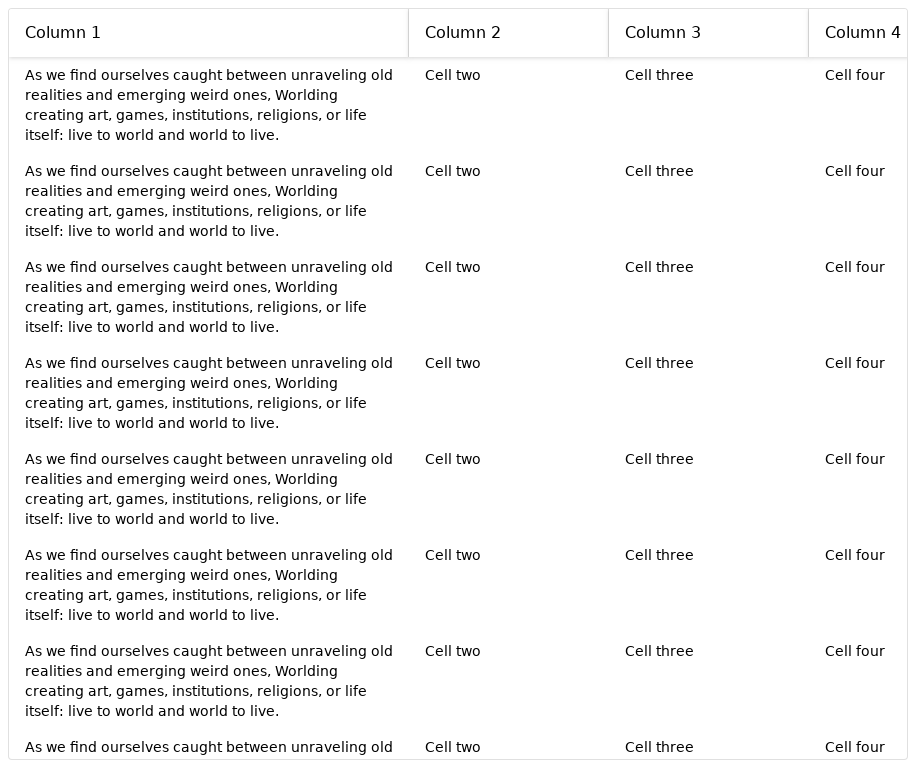 Column 1 Column 2 Column 3 Column 4
As we find ourselves caught between unraveling old Cell two Cell three Cell four
realities and emerging weird ones, Worlding
creating art, games, institutions, religions, or life
itself: live to world and world to live.
As we find ourselves caught between unraveling old Cell two Cell three Cell four
realities and emerging weird ones, Worlding
creating art, games, institutions, religions, or life
itself: live to world and world to live.
As we find ourselves caught between unraveling old Cell two Cell three Cell four
realities and emerging weird ones, Worlding
creating art, games, institutions, religions, or life
itself: live to world and world to live.
As we find ourselves caught between unraveling old Cell two Cell three Cell four
realities and emerging weird ones, Worlding
creating art, games, institutions, religions, or life
itself: live to world and world to live.
As we find ourselves caught between unraveling old Cell two Cell three Cell four
realities and emerging weird ones, Worlding
creating art, games, institutions, religions, or life
itself: live to world and world to live.
As we find ourselves caught between unraveling old Cell two Cell three Cell four
realities and emerging weird ones, Worlding
creating art, games, institutions, religions, or life
itself: live to world and world to live.
As we find ourselves caught between unraveling old Cell two Cell three Cell four
realities and emerging weird ones, Worlding
creating art, games, institutions, religions, or life
itself: live to world and world to live.
As we find ourselves caught between unraveling old Cell two Cell three Cell four